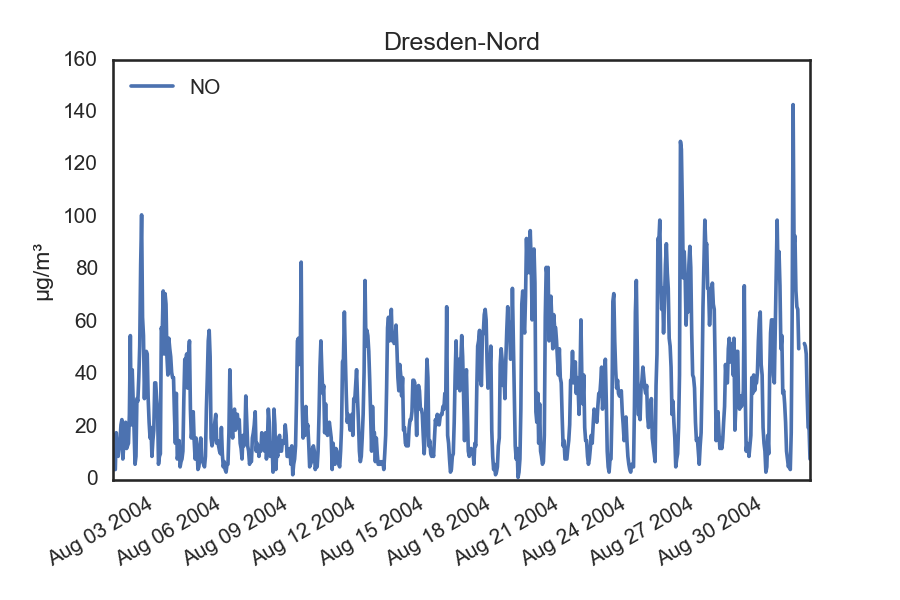 Dresden-Nord
160
140
120
100
80
60
40
20
0
µg/m³
NO
Aug 03 2004
Aug 06 2004
Aug 09 2004
Aug 12 2004
Aug 15 2004
Aug 18 2004
Aug 21 2004
Aug 24 2004
Aug 27 2004
Aug 30 2004